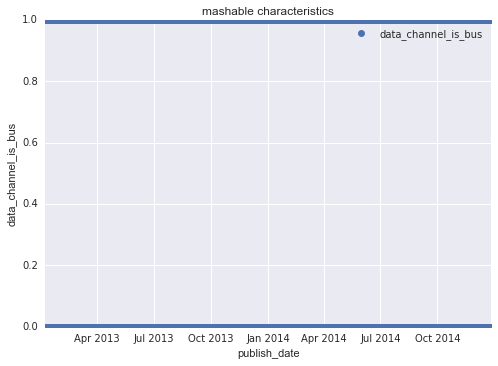 mashable characteristics
data_channel_is_bus
1.0
0.8
0.6
0.4
0.2
0.0
data_channel_is_bus
Apr 2013 Jul 2013 Oct 2013 Jan 2014 Apr 2014 Jul 2014 Oct 2014
publish_date